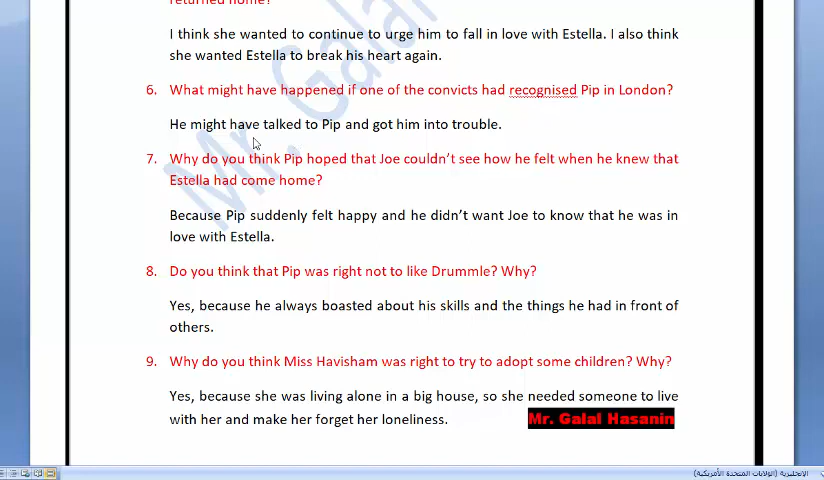 returned home?
I think she wanted to continue to urge him to fall in love with Estella. I also think
she wanted Estella to break his heart again.
6. What might have happened if one of the convicts had recognised Pip in London?
He might have talked to Pip and got him into trouble.
7. Why do you think Pip hoped that Joe couldn't see how he felt when he knew that
Estella had come home?
Because Pip suddenly felt happy and he didn't want Joe to know that he was in
love with Estella.
8. Do you think that Pip was right not to like Drummle? Why?
Yes, because he always boasted about his skills and the things he had in front of
others.
9. Why do you think Miss Havisham was right to try to adopt some children? Why?
Yes, because she was living alone in a big house, so she needed someone to live
with her and make her forget her loneliness.
Mr. Galal Hasanin
Mr. Galal
الإنجليزية (الولايات المتحدة الأمريكية)